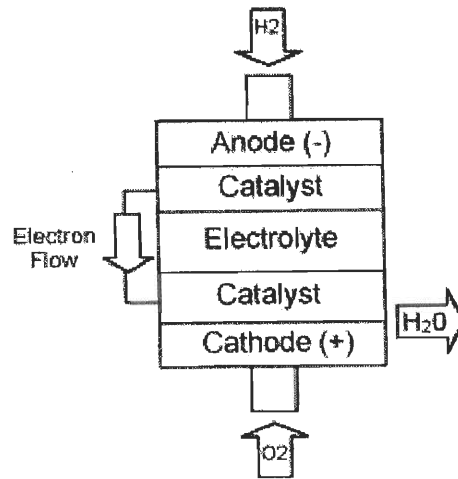 H2
Anode (-)
Catalyst
Electron
Flow
Electrolyte
Catalyst
H₂0
Cathode (+)
O2